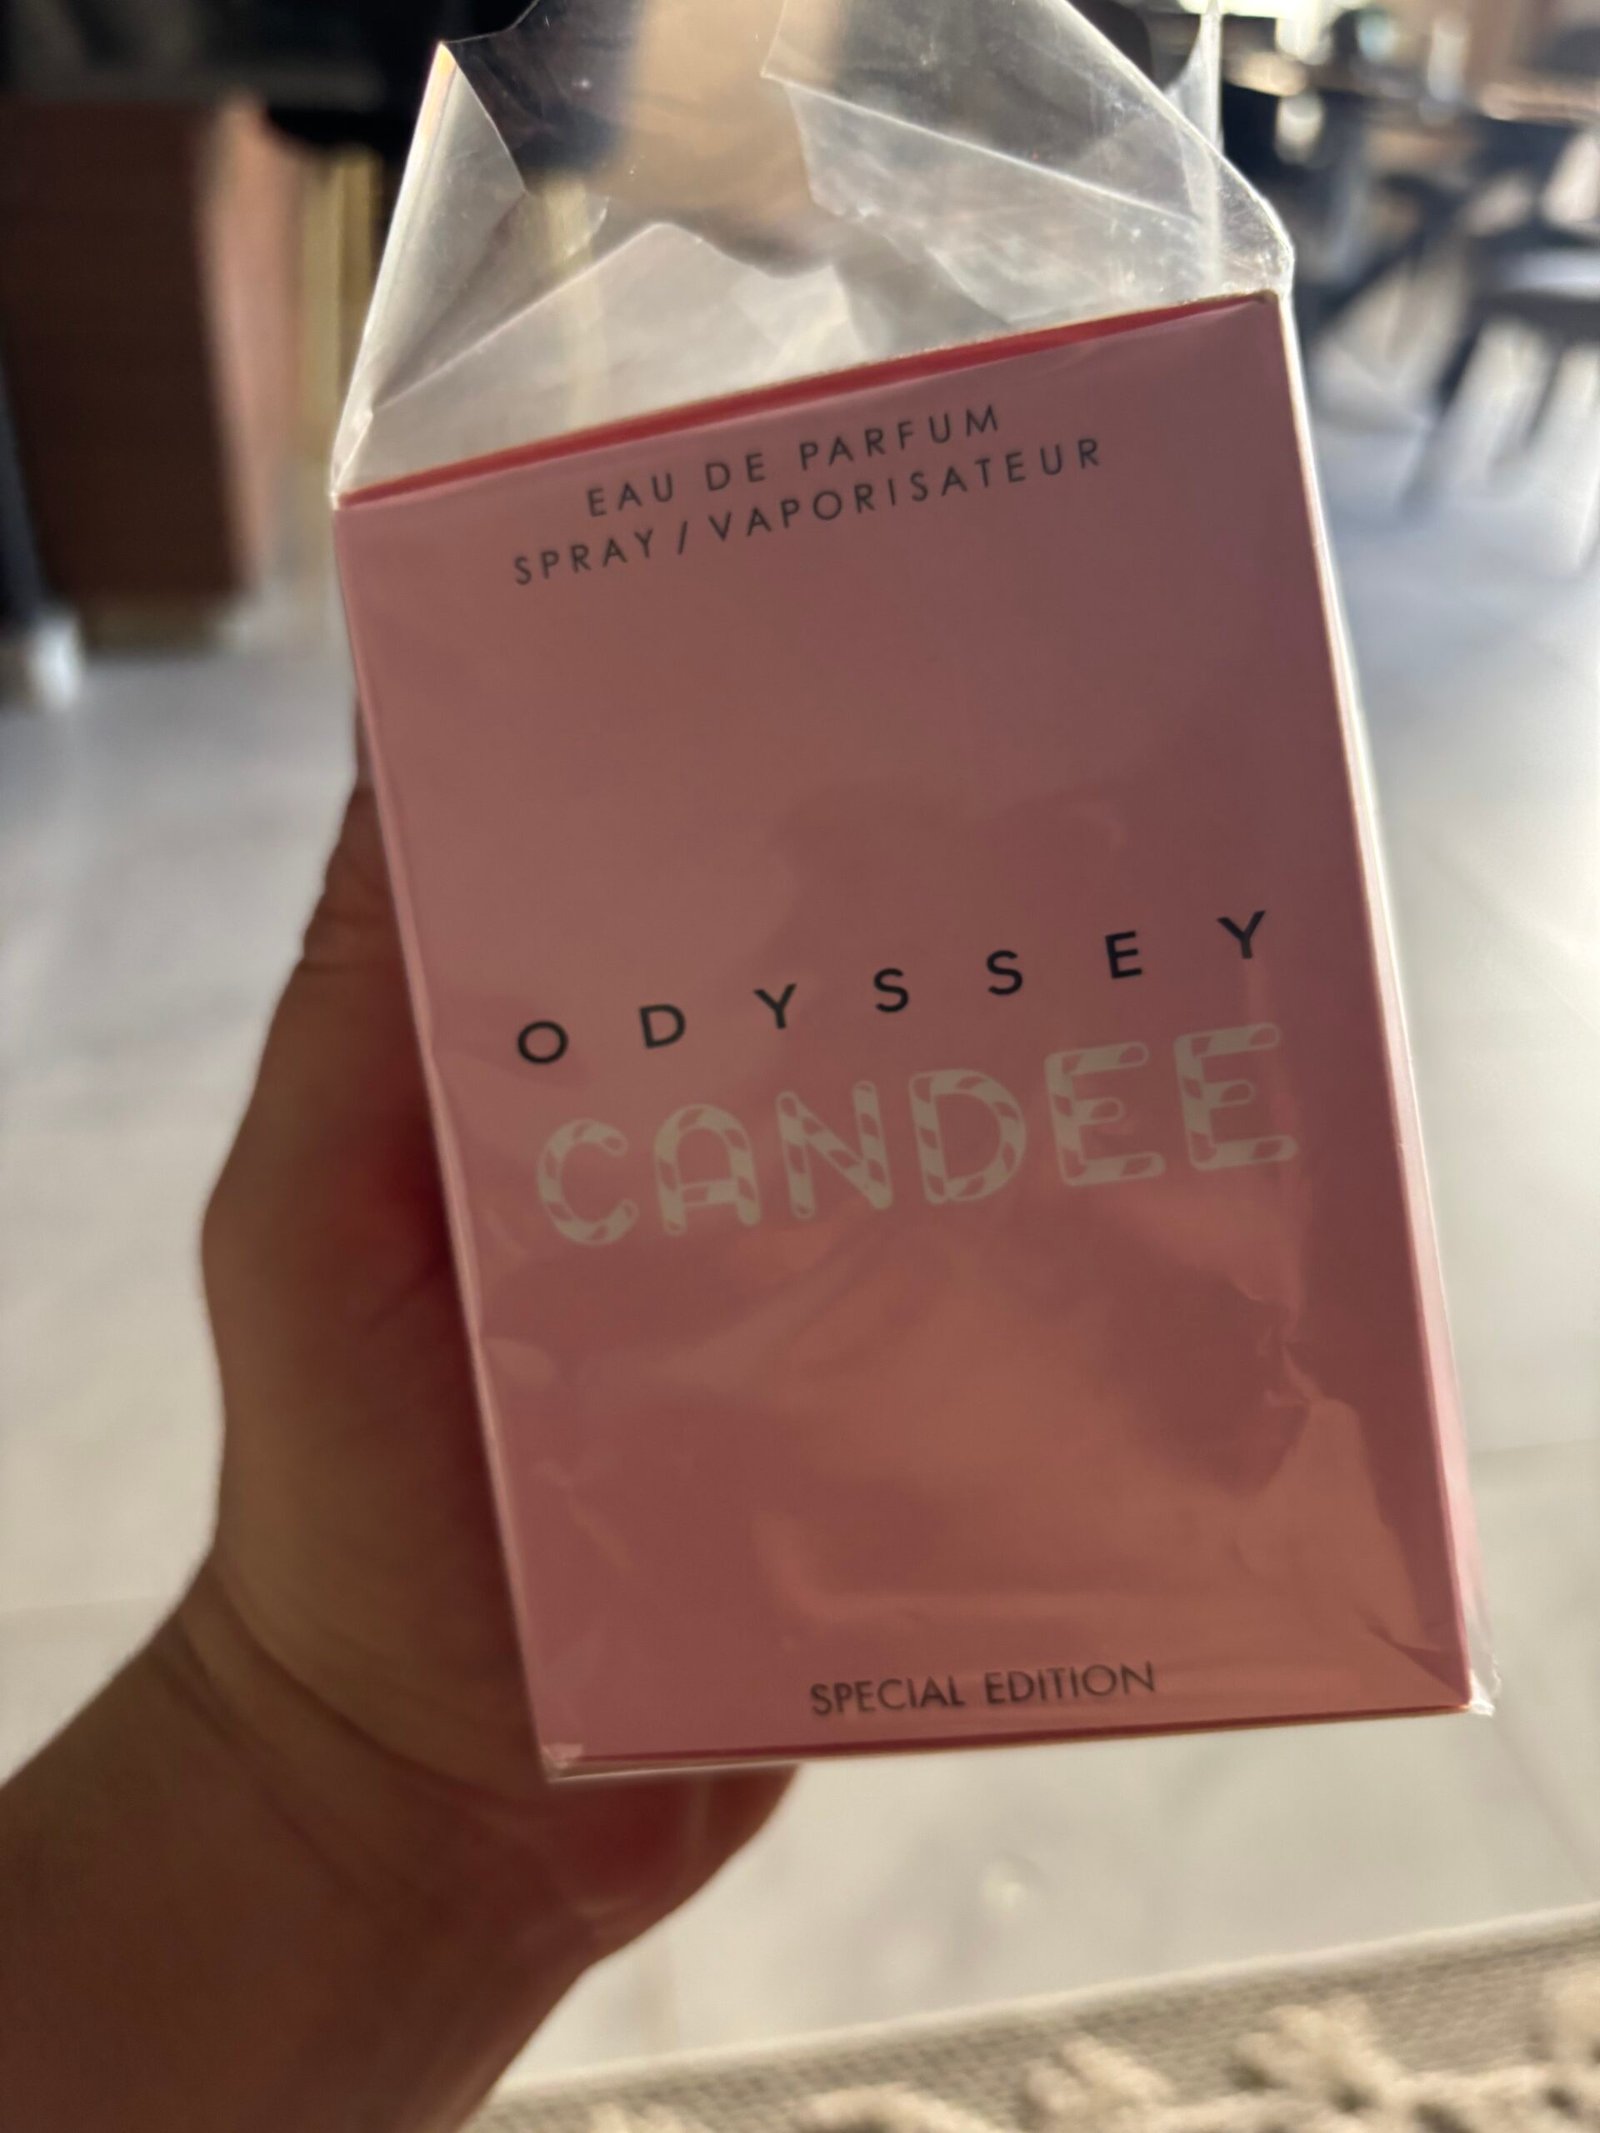 EAU DE PARFUM
SPRAY / VAPORISATEUR
ODYSSEY
CANDEE
SPECIAL EDITION